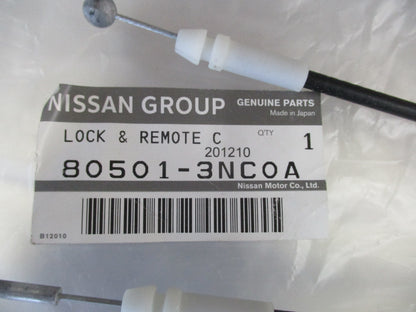 NISSAN GROUP GENUINE PARTS
Made in Japan
LOCK & REMOTE C QTY 1
201210
80501-3NC0A
Nissan Motor Co., Ltd.
B12010